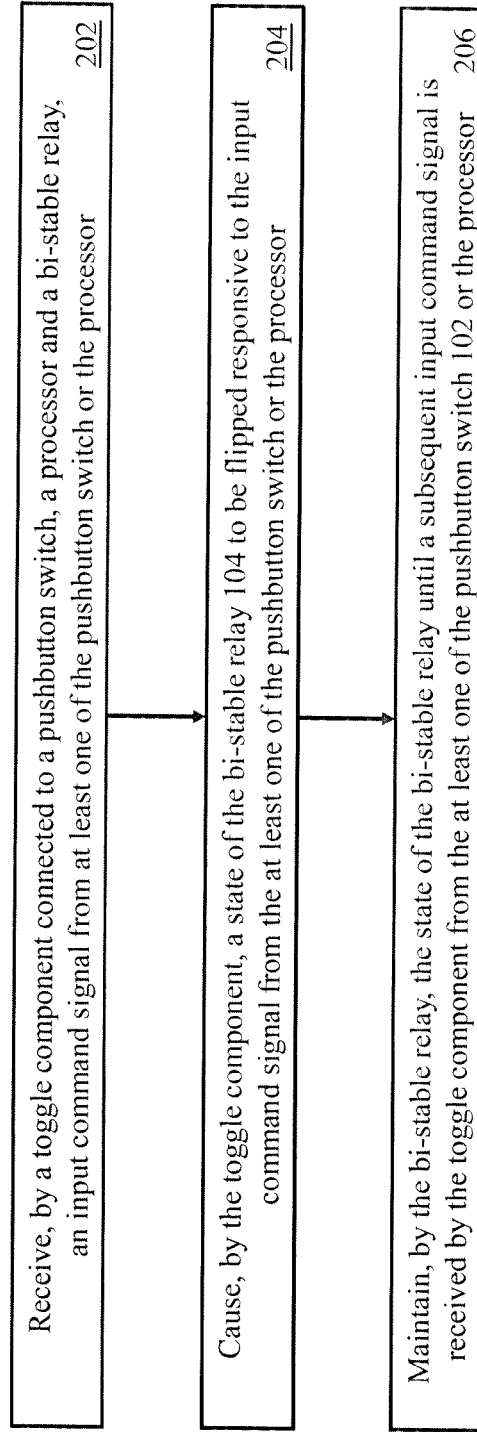 Receive, by a toggle component connected to a pushbutton switch, a processor and a bi-stable relay,
an input command signal from at least one of the pushbutton switch or the processor 202
Cause, by the toggle component, a state of the bi-stable relay 104 to be flipped responsive to the input
command signal from the at least one of the pushbutton switch or the processor 204
Maintain, by the bi-stable relay, the state of the bi-stable relay until a subsequent input command signal is
received by the toggle component from the at least one of the pushbutton switch 102 or the processor 206